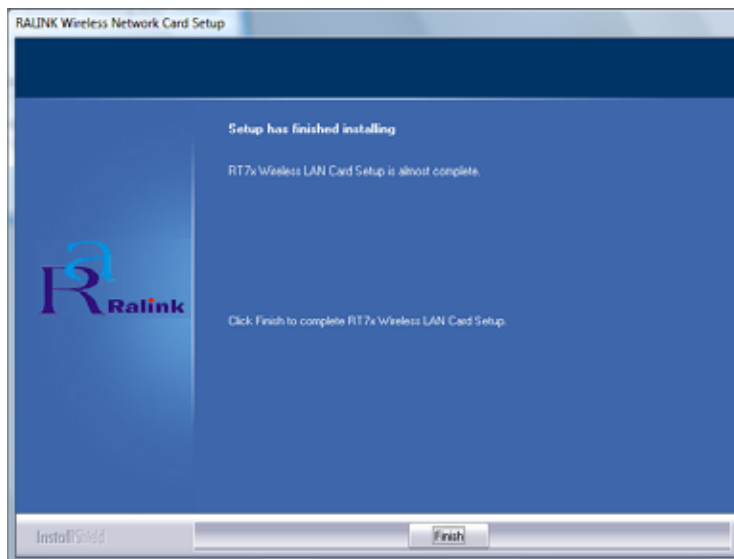 RALINK Wireless Network Card Setup
Setup has finished installing
RT7x Wireless LAN Card Setup is almost complete.
Ra
Ralink
Click Finish to complete RT7x Wireless LAN Card Setup.
InstallShield
Finish